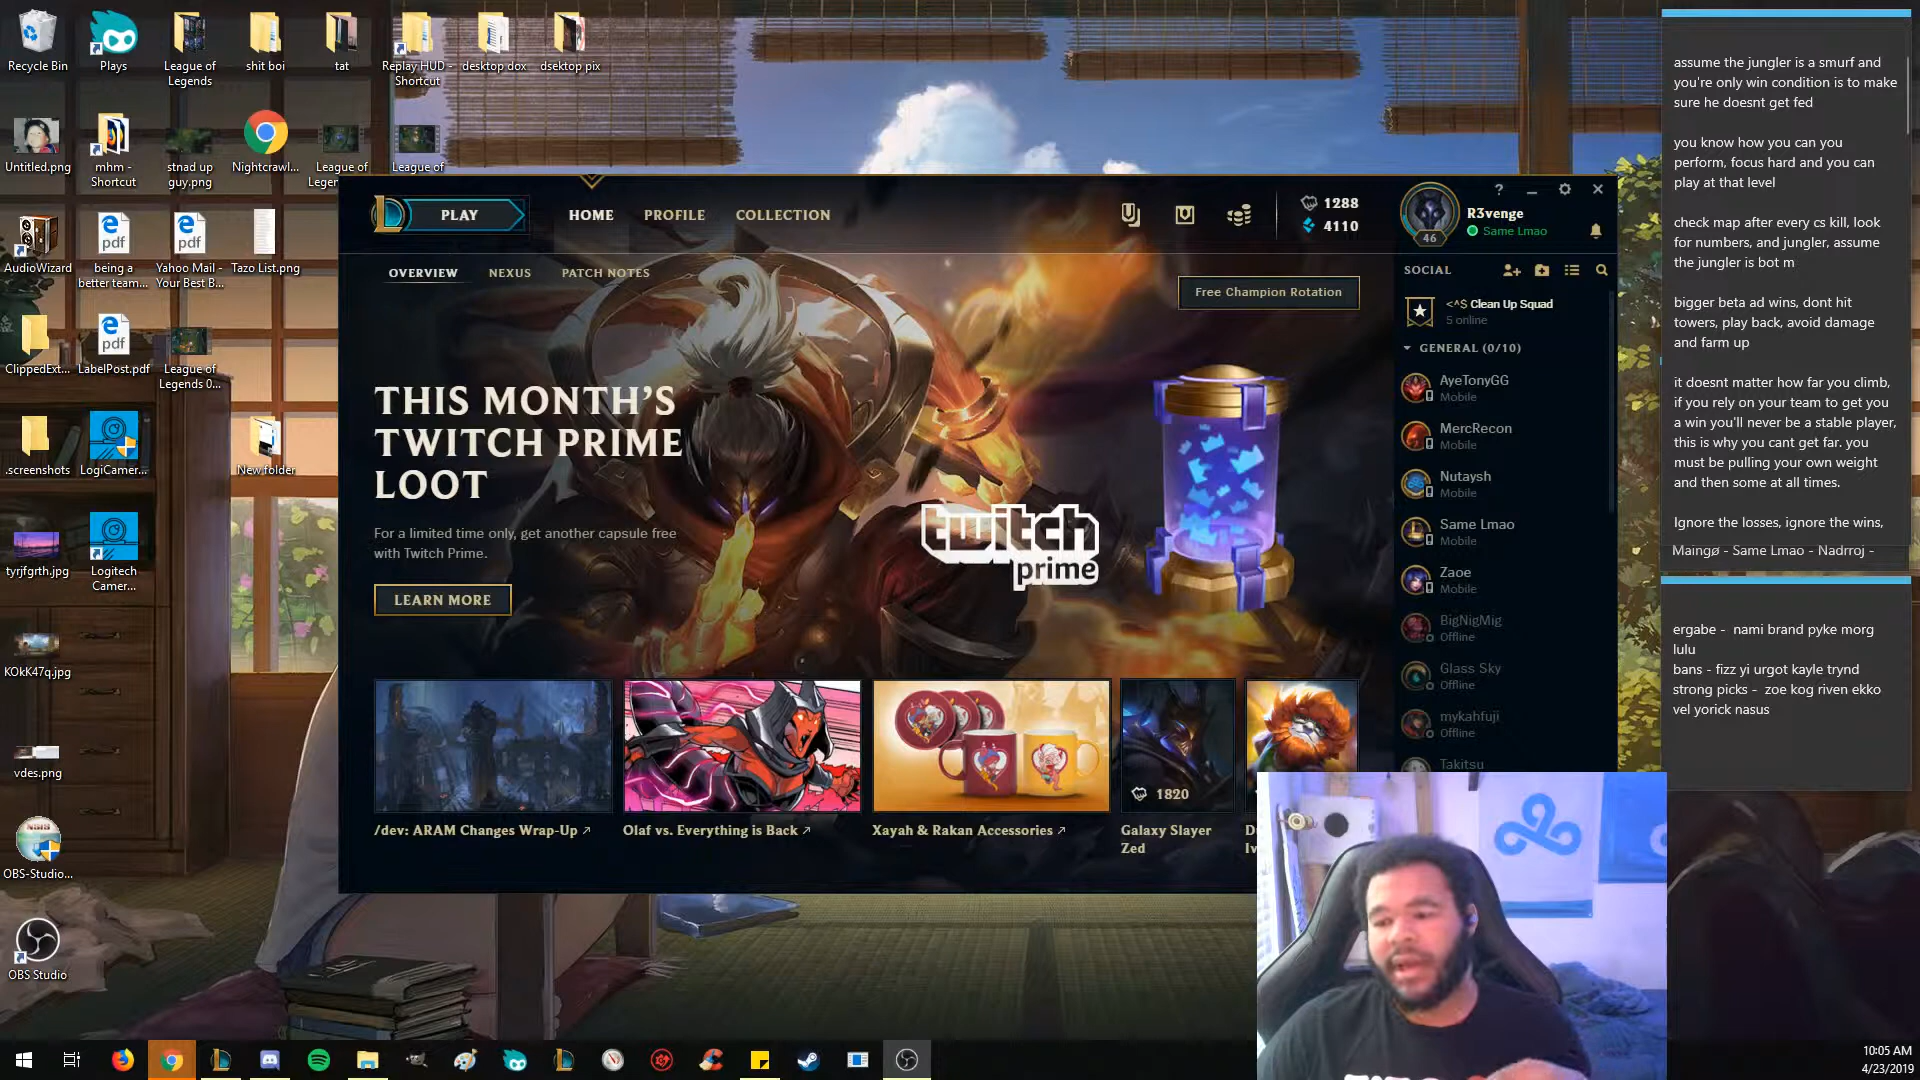 Recycle Bin
Plays
League of
Legends
shit boi
tat
Replay HUD -
Shortcut
desktop dox
dsektop pix
Untitled.png
mhm -
Shortcut
stnad up
guy.png
Nightcrawl...
League of
League of
AudioWizard
pdf
being a
better team...
pdf
Yahoo Mail -
Your Best B...
Tazo List.png
ClippedExt...
pdf
LabelPost.pdf
League of
Legends 0...
.screenshots
LogiCamer...
New folder
tyrjfgrth.jpg
Logitech
Camer...
KOkK47q.jpg
vdes.png
OBS-Studio...
OBS Studio
PLAY
HOME
PROFILE
COLLECTION
1288
4110
?
46
R3venge
Same Lmao
OVERVIEW
NEXUS
PATCH NOTES
Free Champion Rotation
THIS MONTH'S
TWITCH PRIME
LOOT
For a limited time only, get another capsule free
with Twitch Prime.
LEARN MORE
twitch
prime
/dev: ARAM Changes Wrap-Up
Olaf vs. Everything is Back
Xayah & Rakan Accessories
1820
Galaxy Slayer
Zed
SOCIAL
<^$ Clean Up Squad
5 online
GENERAL (0/10)
AyeTonyGG
Mobile
MercRecon
Mobile
Nutaysh
Mobile
Same Lmao
Mobile
Zaoe
Mobile
BigNigMig
Offline
Glass Sky
Offline
mykahfuji
Offline
Takitsu
assume the jungler is a smurf and
you're only win condition is to make
sure he doesnt get fed
you know how you can you
perform, focus hard and you can
play at that level
check map after every cs kill, look
for numbers, and jungler, assume
the jungler is bot m
bigger beta ad wins, dont hit
towers, play back, avoid damage
and farm up
it doesnt matter how far you climb,
if you rely on your team to get you
a win you'll never be a stable player,
this is why you cant get far. you
must be pulling your own weight
and then some at all times.
Ignore the losses, ignore the wins,
Maingø - Same Lmao - Nadrroj -
ergabe - nami brand pyke morg
lulu
bans - fizz yi urgot kayle trynd
strong picks - zoe kog riven ekko
vel yorick nasus
10:05 AM
4/23/2019